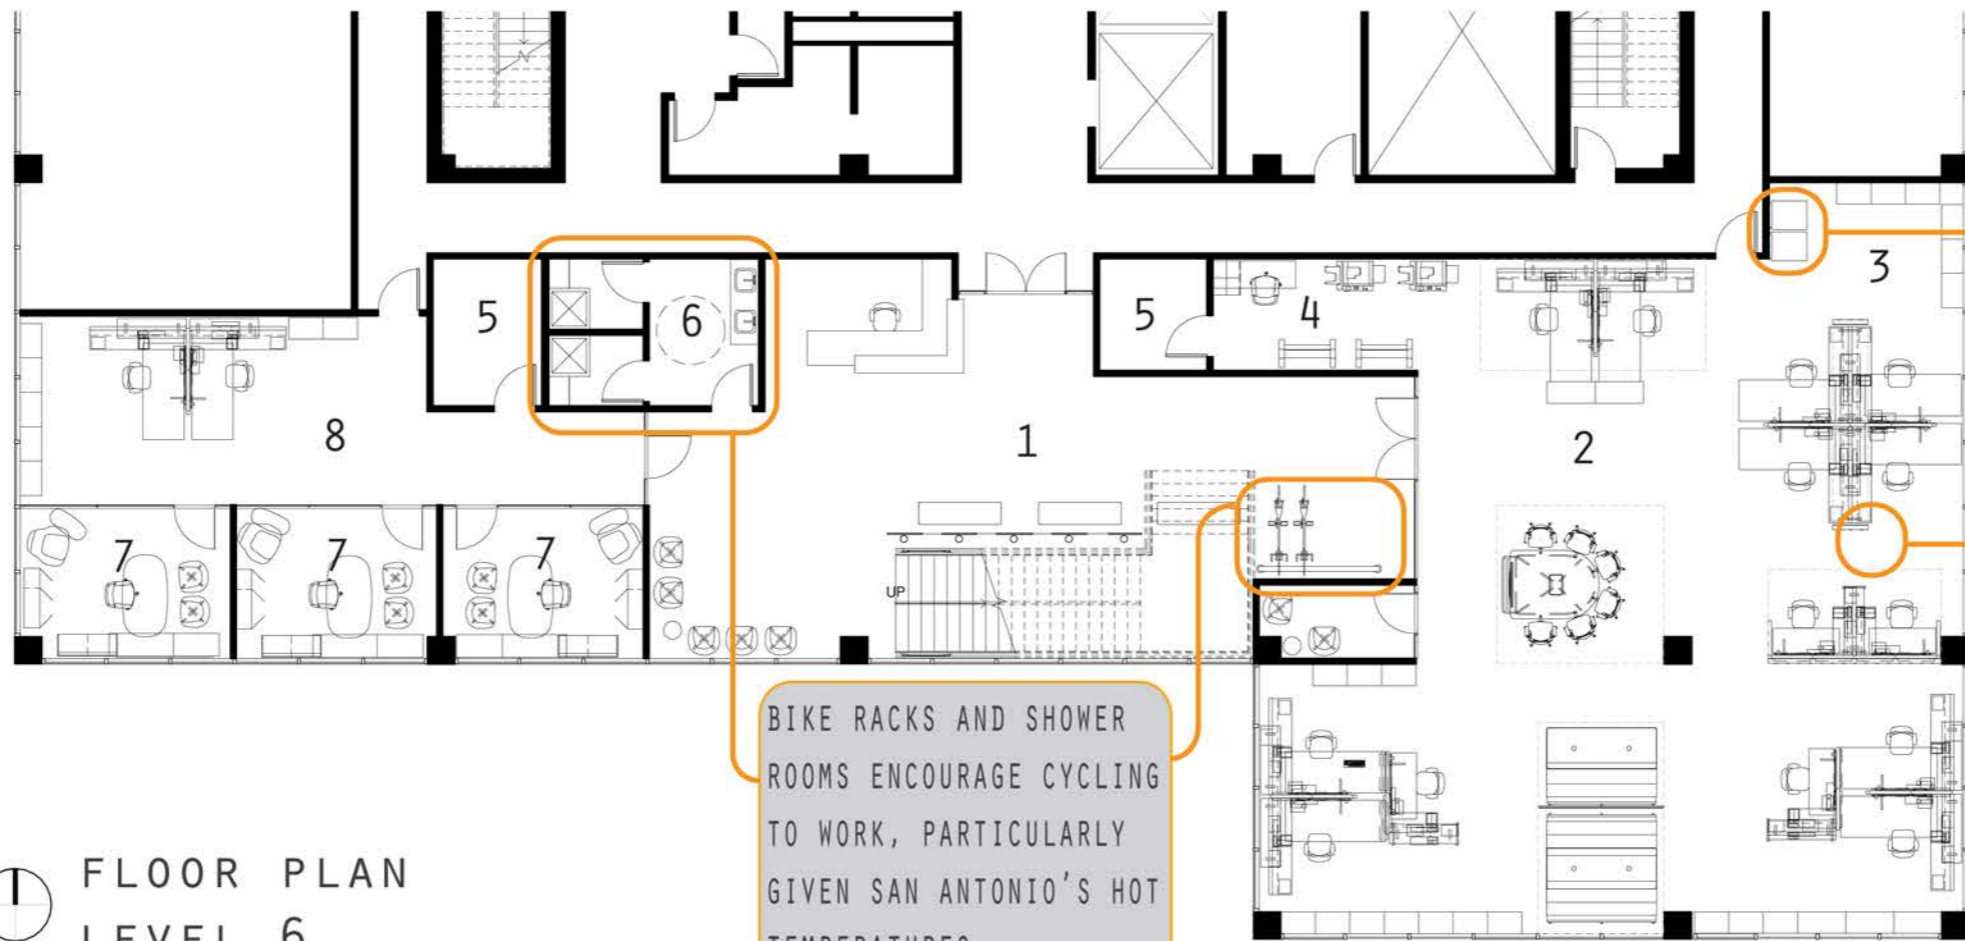 3
5
6
5
4
8
1
2
7
7
7
UP
BIKE RACKS AND SHOWER
ROOMS ENCOURAGE CYCLING
TO WORK, PARTICULARLY
GIVEN SAN ANTONIO'S HOT
TEMPERATURES
FLOOR PLAN
LEVEL 6